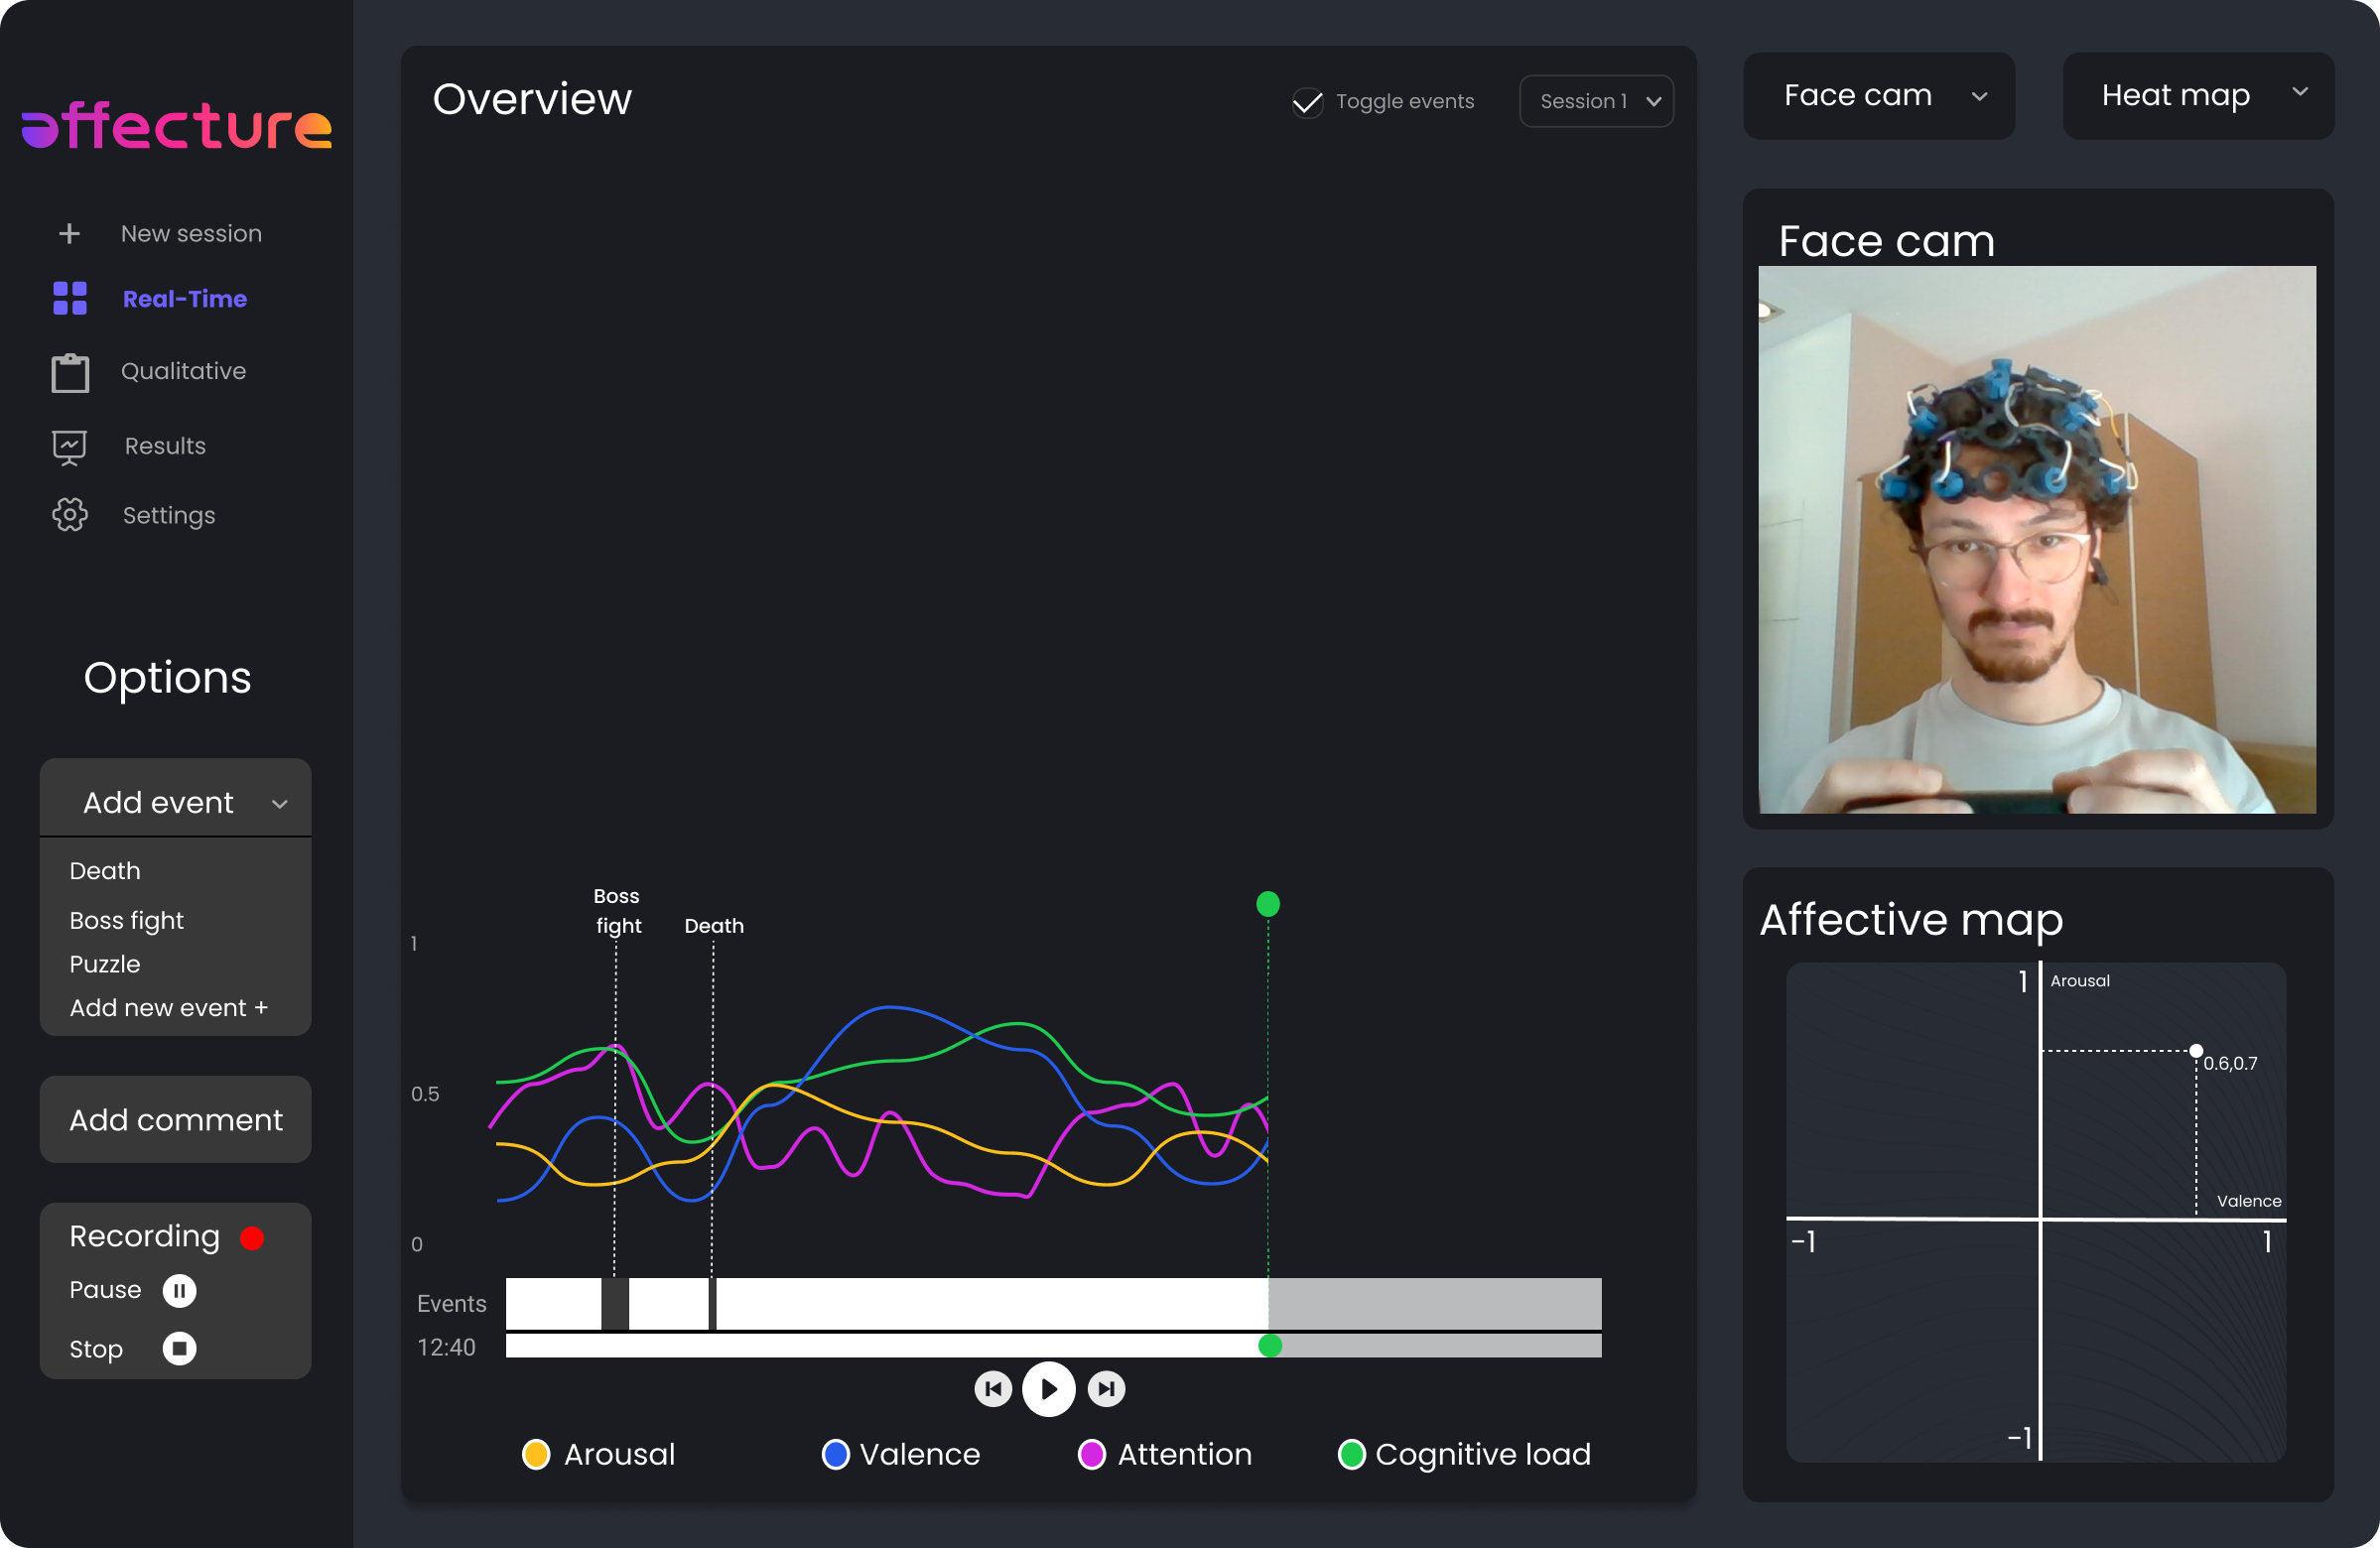 affecture
New session
Real-Time
Qualitative
Results
Settings
Options
Add event
Death
Boss fight
Puzzle
Add new event +
Add comment
Recording
Pause
Stop
Overview
Toggle events
Session 1
Boss
fight
Death
1
0.5
0
Events
12:40
Arousal
Valence
Attention
Cognitive load
Face cam
Heat map
Face cam
Affective map
1
Arousal
0.6,0.7
Valence
-1
1
-1